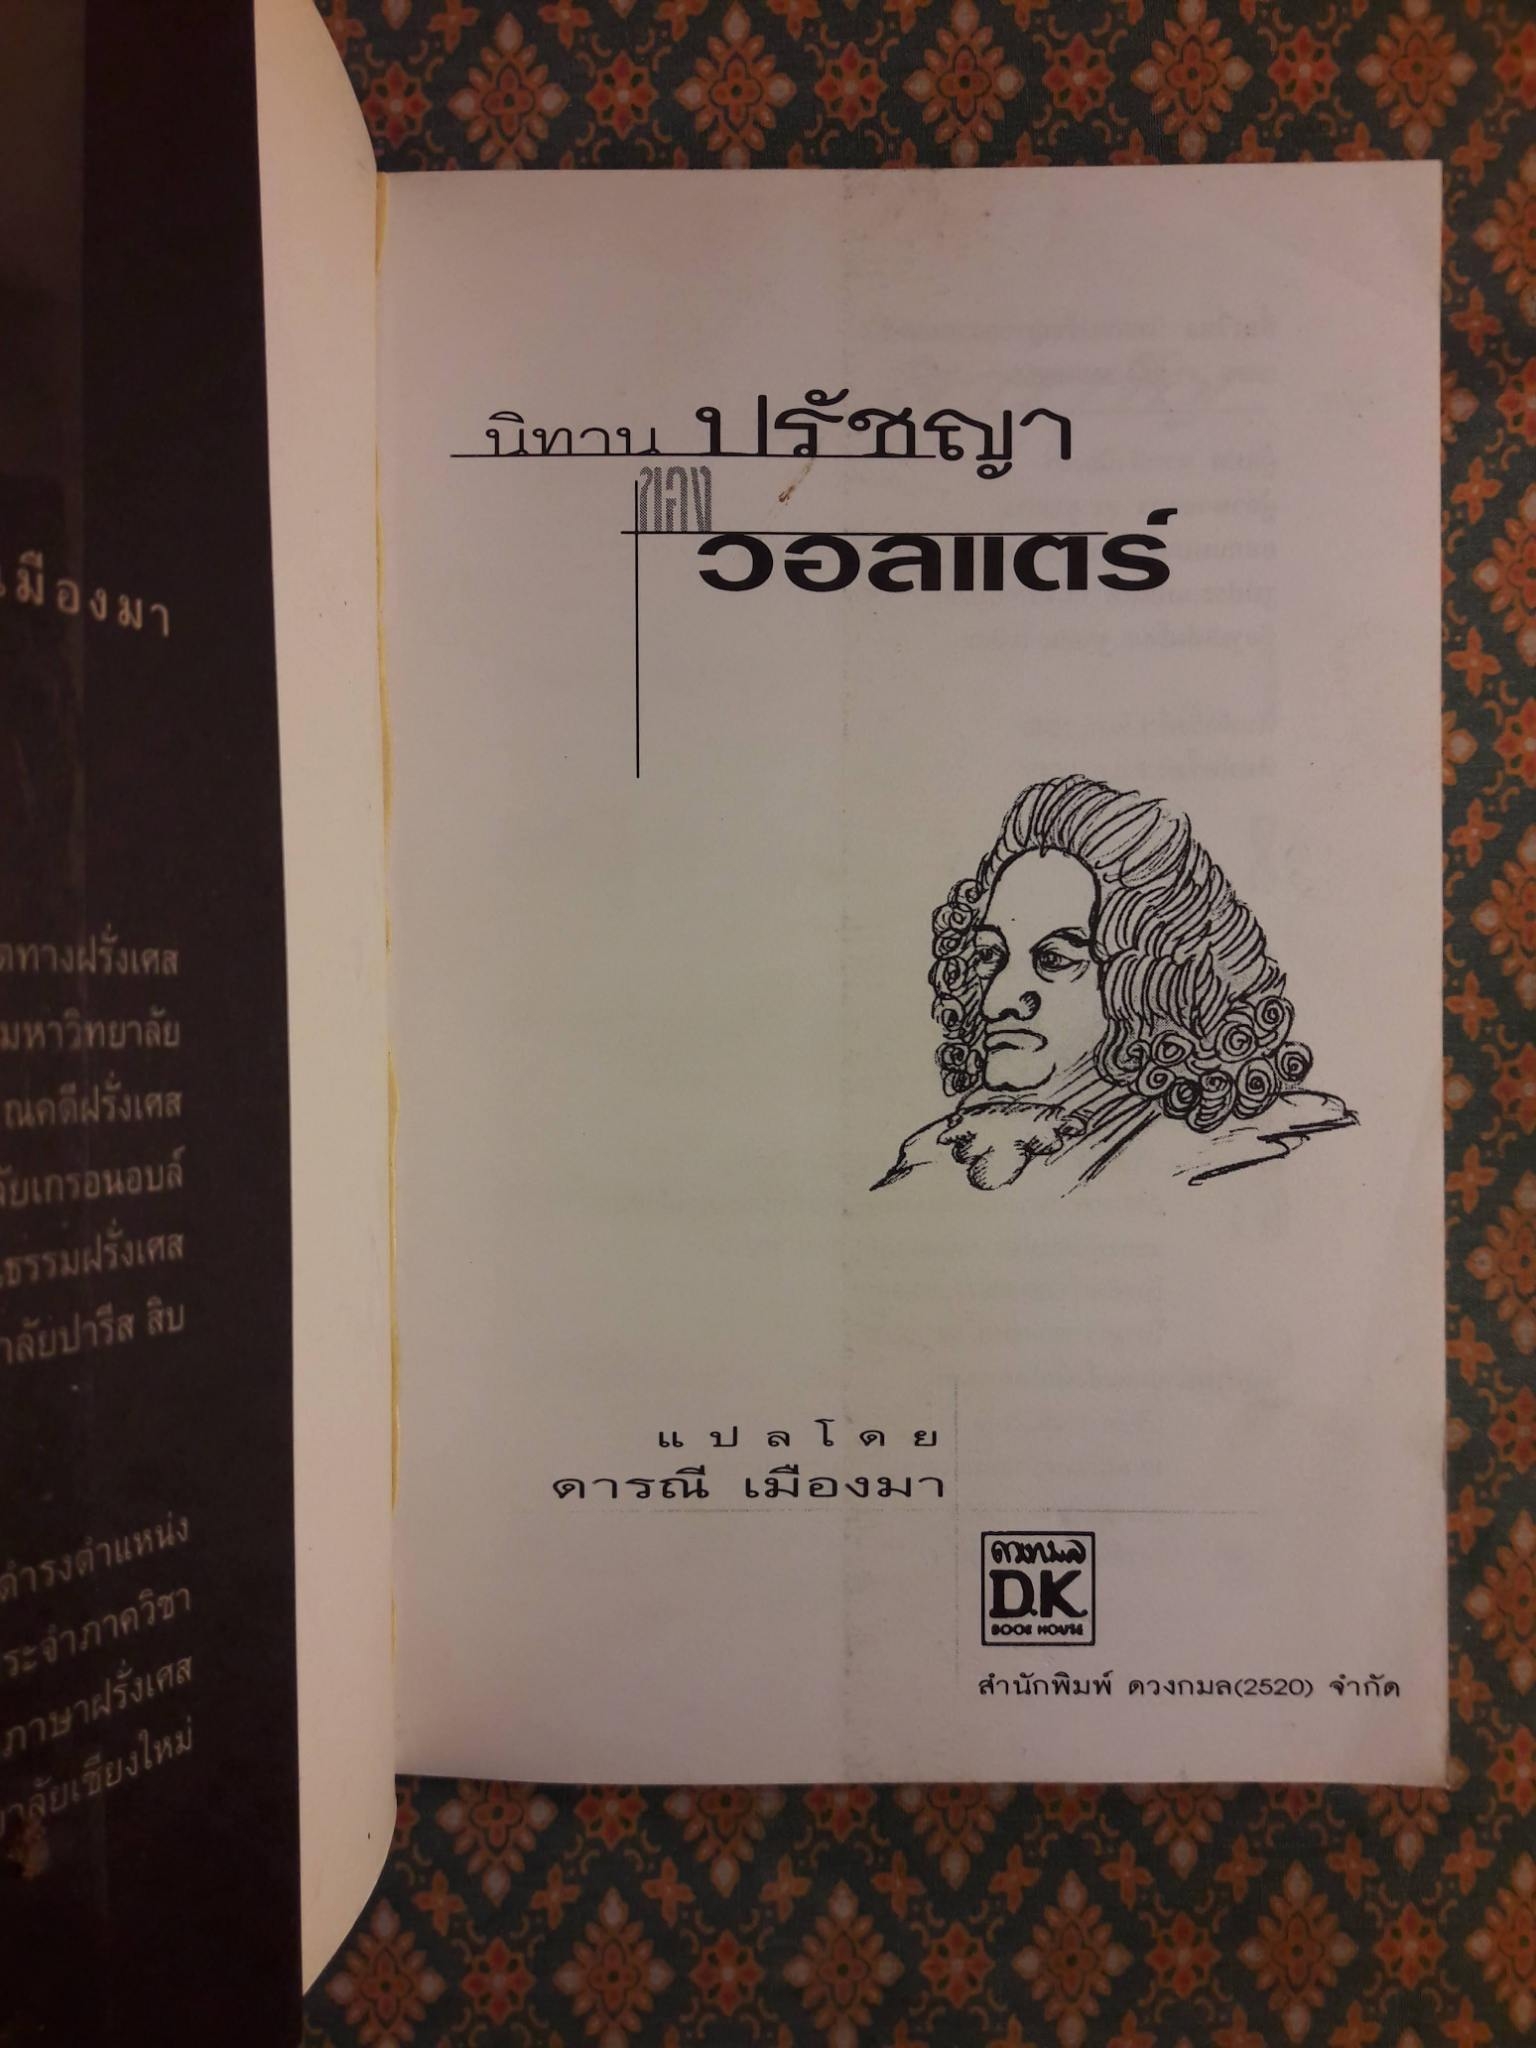 เมืองมา
ทางฝรั่งเศส
มหาวิทยาลัย
ณคดีฝรั่งเศส
ลัยเกรอนอบล์
ธรรมฝรั่งเศส
ลัยปารีส สิบ
ดำรงตำแหน่ง
ระจำภาควิชา
ภาษาฝรั่งเศส
าลัยเชียงใหม่
นิทาน ปรัชญา
ของ
วอลแตร์
แปลโดย
ดารณี เมืองมา
ดวงกมล
D.K.
BOOK HOUSE
สำนักพิมพ์ ดวงกมล(2520) จำกัด